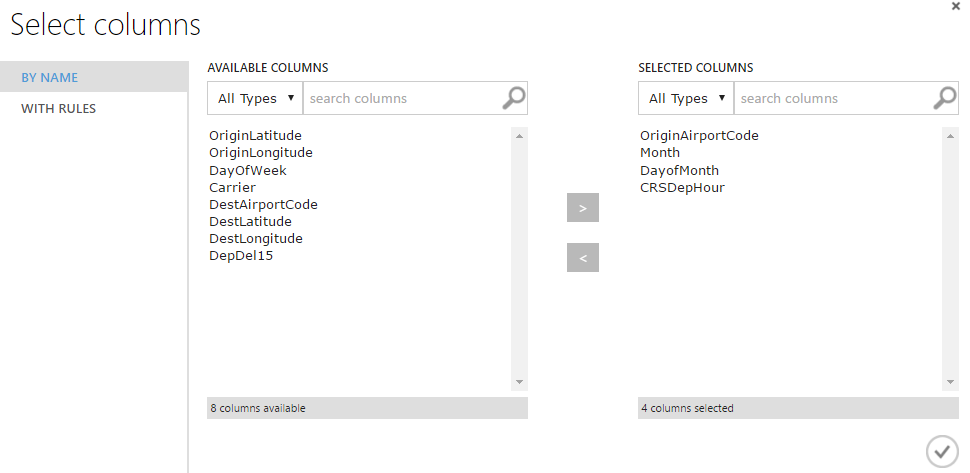 Select columns
BY NAME
WITH RULES
AVAILABLE COLUMNS
All Types
search columns
OriginLatitude
OriginLongitude
DayOfWeek
Carrier
DestAirportCode
DestLatitude
DestLongitude
DepDel15
8 columns available
>
<
SELECTED COLUMNS
All Types
search columns
OriginAirportCode
Month
DayofMonth
CRSDepHour
4 columns selected